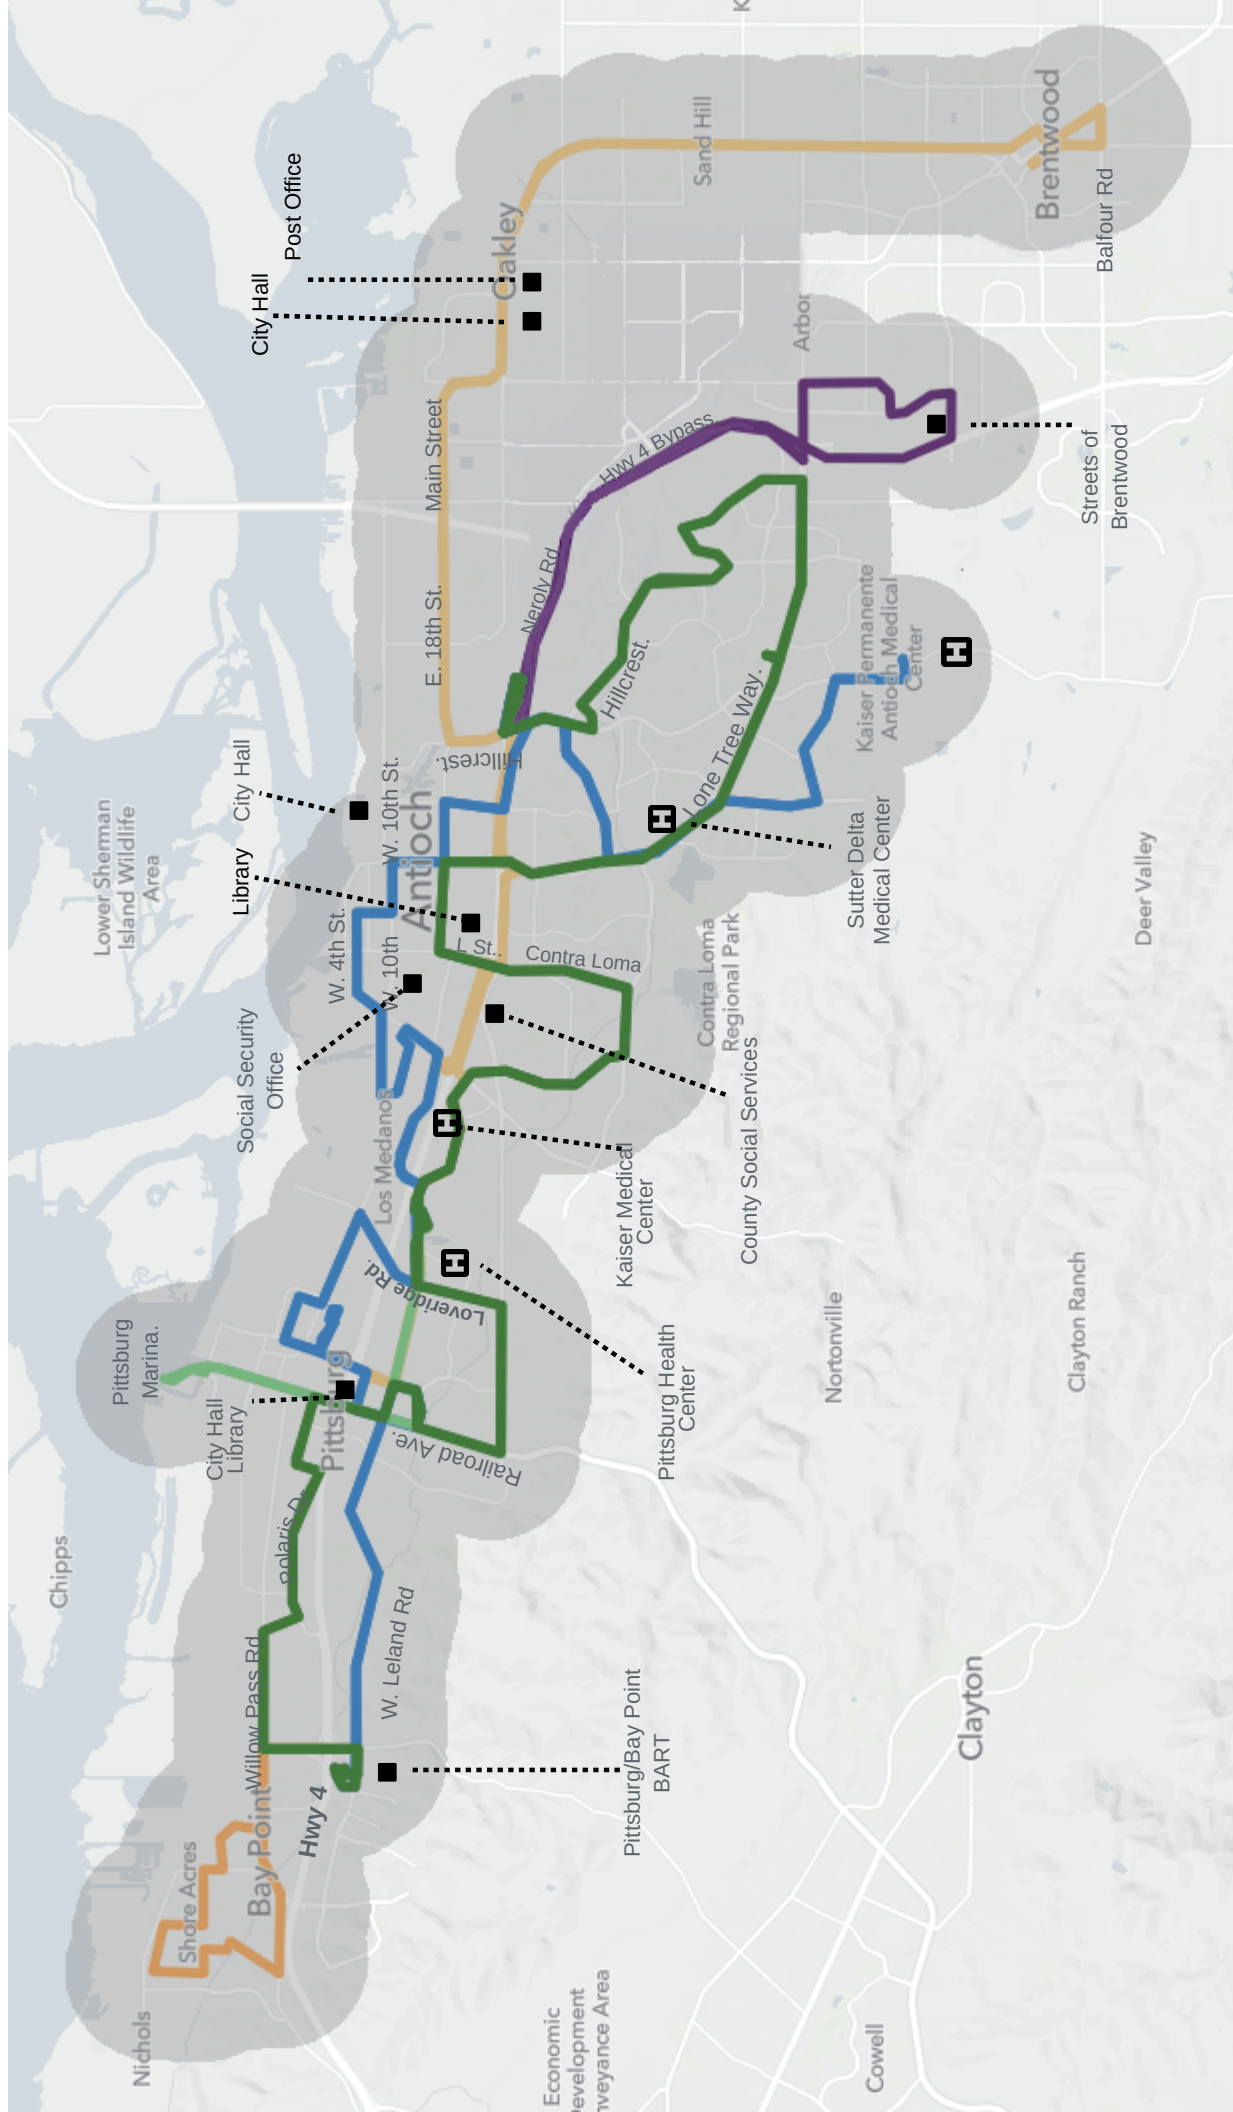 Nichols
Shore Acres
Bay Point
Hwy 4
Willow Pass Rd
Chipps
Polaris Dr
W. Leland Rd
Pittsburg/Bay Point
BART
Pittsburg
Marina.
City Hall
Library
Pittsburg
Railroad Ave.
Loveridge Rd.
Pittsburg Health
Center
Los Medanos
Kaiser Medical
Center
County Social Services
Social Security
Office
W. 4th St.
W. 10th
L St..
Contra Loma
Contra Loma
Regional Park
Library
City Hall
Antioch
W. 10th St.
Lower Sherman
Island Wildlife
Area
Hillcrest.
Hillcrest.
Lone Tree Way.
Sutter Delta
Medical Center
Kaiser Permanente
Antioch Medical
Center
E. 18th St.
Main Street
Neroly Rd
Hwy 4 Bypass
City Hall
Post Office
Oakley
Sand Hill
Arbor
Streets of
Brentwood
Brentwood
Balfour Rd
K
Deer Valley
Nortonville
Clayton Ranch
Clayton
Cowell
Economic
evelopment
nveyance Area
H
H
H
H